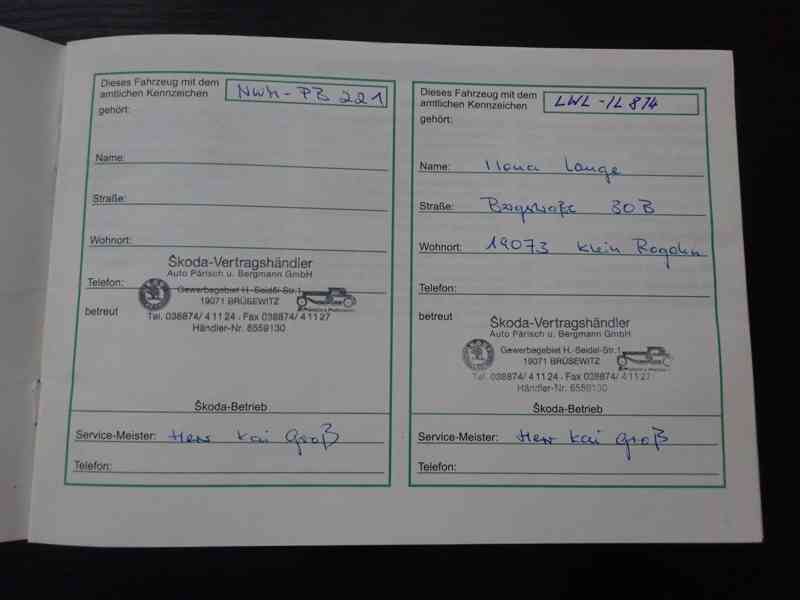 Dieses Fahrzeug mit dem
amtlichen Kennzeichen NWM-PB 221
gehört:
Name:
Straße:
Wohnort:
Škoda-Vertragshändler
Auto Pärisch u. Bergmann GmbH
Telefon:
Gewerbegebiet H.-Seidel-Str.1
19071 BRÜSEWITZ
betreut
Tel. 038874/ 4 11 24 . Fax 038874/ 4 11 27
Händler-Nr. 6559130
Škoda-Betrieb
Service-Meister: Herr Kai Groß
Telefon:
Dieses Fahrzeug mit dem
amtlichen Kennzeichen LWL-IL 874
gehört:
Name: Ilona Lange
Straße: 30B
Wohnort: 19073 Klein Rogahn
Telefon:
betreut
Škoda-Vertragshändler
Auto Pärisch u. Bergmann GmbH
Gewerbegebiet H.-Seidel-Str.1
19071 BRÜSEWITZ
Tel. 038874/ 4 11 24 . Fax 038874/ 4 11 27
Händler-Nr. 6559130
Škoda-Betrieb
Service-Meister: Herr Kai Groß
Telefon: